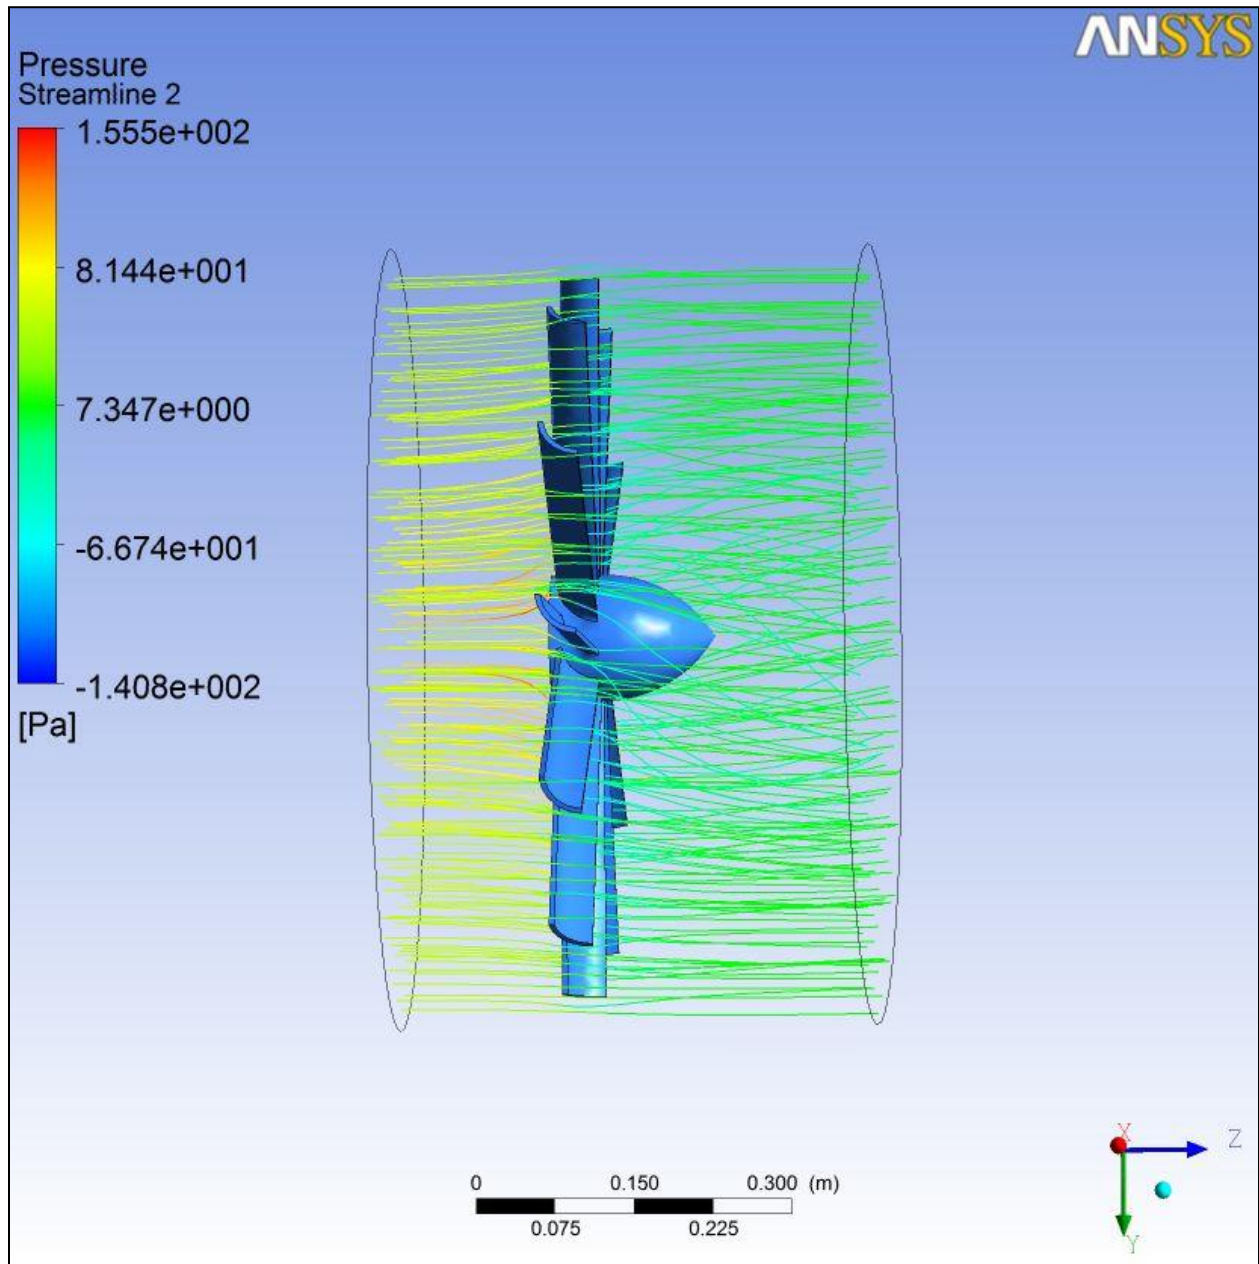 ANSYS
Pressure
Streamline 2
1.555e+002
8.144e+001
7.347e+000
-6.674e+001
-1.408e+002
[Pa]
0 0.150 0.300 (m)
0.075 0.225
X
Z
Y